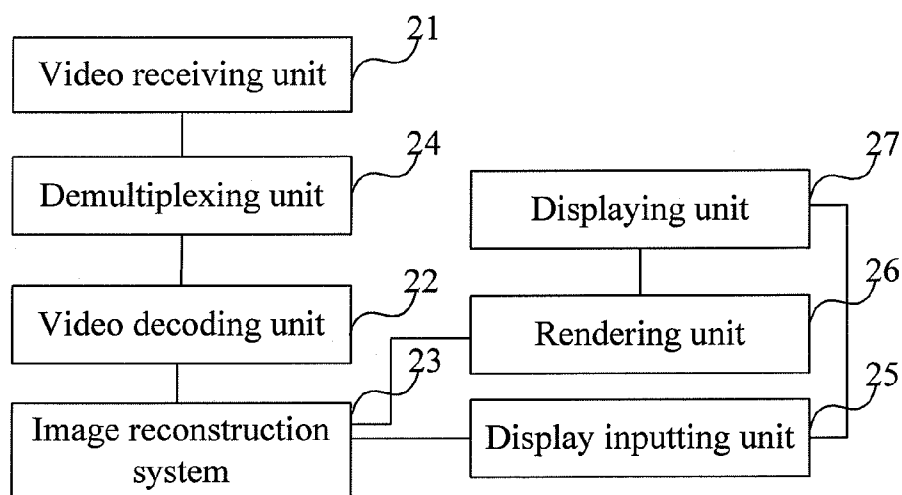 21
Video receiving unit
24
Demultiplexing unit
22
Video decoding unit
23
Image reconstruction
system
27
Displaying unit
26
Rendering unit
25
Display inputting unit